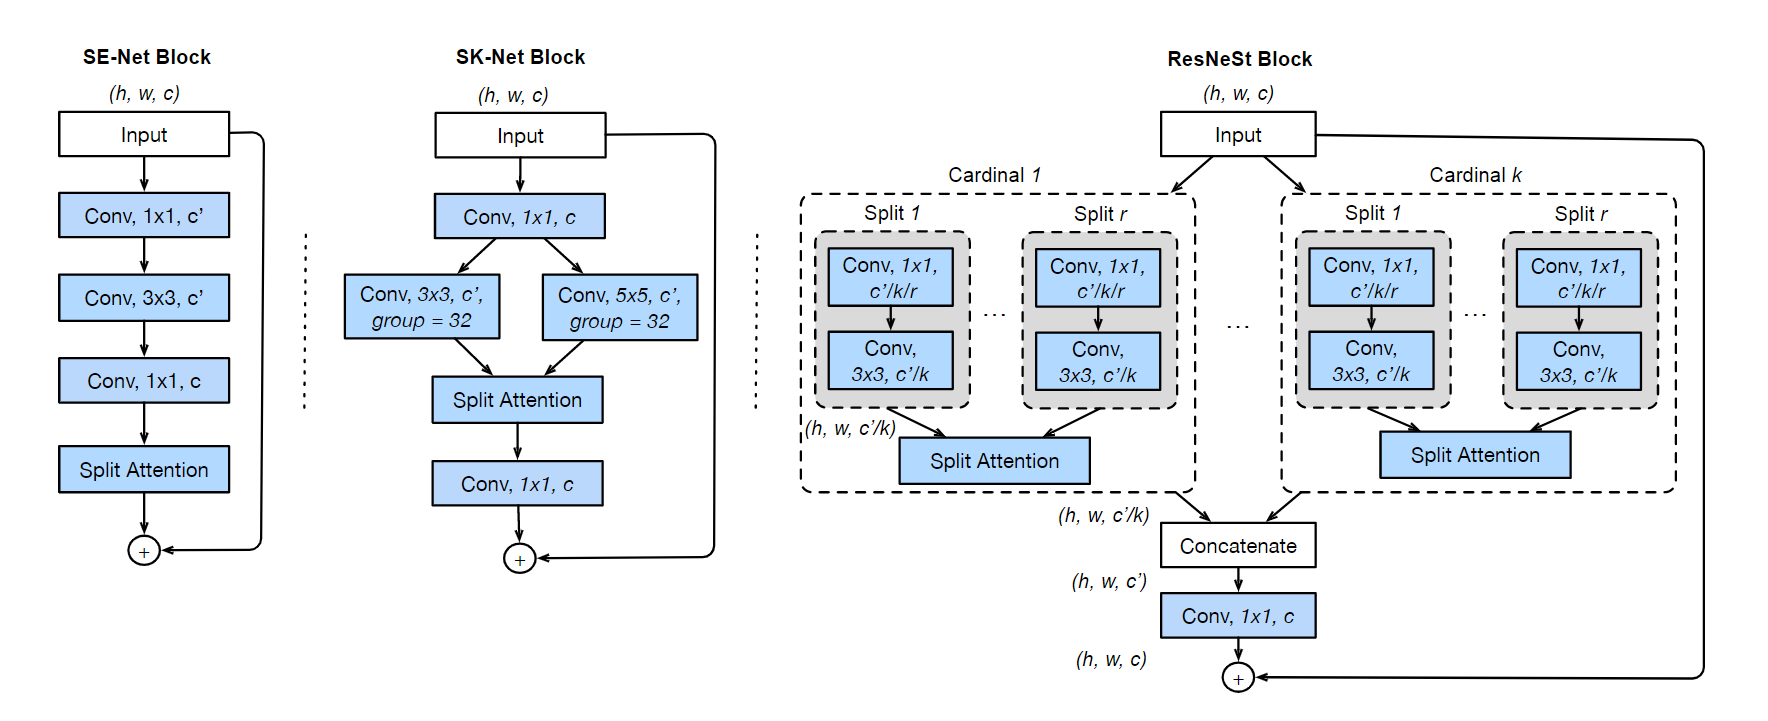 SE-Net Block
(h, w, c)
Input
Conv, 1x1, c’
Conv, 3x3, c’
Conv, 1x1, c
Split Attention
+
SK-Net Block
(h, w, c)
Input
Conv, 1x1, c
Conv, 3x3, c’,
group = 32
Conv, 5x5, c’,
group = 32
Split Attention
Conv, 1x1, c
+
ResNeSt Block
(h, w, c)
Input
Cardinal 1
Split 1
Conv, 1x1,
c’/k/r
Conv,
3x3, c’/k
...
Split r
Conv, 1x1,
c’/k/r
Conv,
3x3, c’/k
(h, w, c’/k)
Split Attention
...
Cardinal k
Split 1
Conv, 1x1,
c’/k/r
Conv,
3x3, c’/k
...
Split r
Conv, 1x1,
c’/k/r
Conv,
3x3, c’/k
Split Attention
(h, w, c’/k)
Concatenate
(h, w, c’)
Conv, 1x1, c
(h, w, c)
+